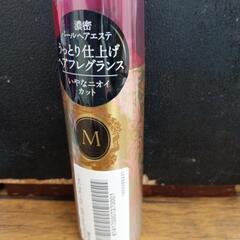 濃密
パールヘアエステ
うっとり仕上げ
ヘアフレグランス
いやなニオイ
カット
M